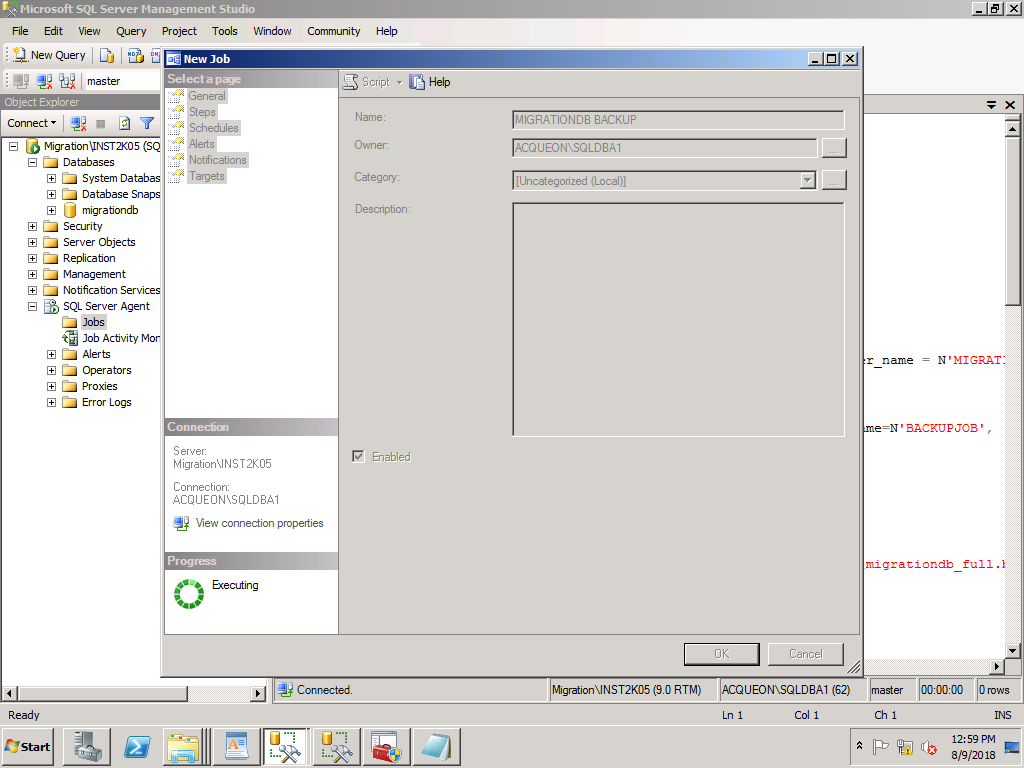 Microsoft SQL Server Management Studio
File Edit View Query Project Tools Window Community Help
New Query
master
Object Explorer
Connect
Migration\INST2K05 (SQ
Databases
System Databas
Database Snaps
migrationdb
Security
Server Objects
Replication
Management
Notification Services
SQL Server Agent
Jobs
Job Activity Mon
Alerts
Operators
Proxies
Error Logs
New Job
Select a page
General
Steps
Schedules
Alerts
Notifications
Targets
Script Help
Name: MIGRATIONDB BACKUP
Owner: ACQUEON\SQLDBA1 ...
Category: [Uncategorized (Local)] ...
Description:
Enabled
Connection
Server:
Migration\INST2K05
Connection:
ACQUEON\SQLDBA1
View connection properties
Progress
Executing
OK Cancel
er_name = N'MIGRATI
ame=N'BACKUPJOB',
migrationdb_full.b
Connected. Migration\INST2K05 (9.0 RTM) ACQUEON\SQLDBA1 (62) master 00:00:00 0 rows
Ready Ln 1 Col 1 Ch 1 INS
Start
12:59 PM
8/9/2018